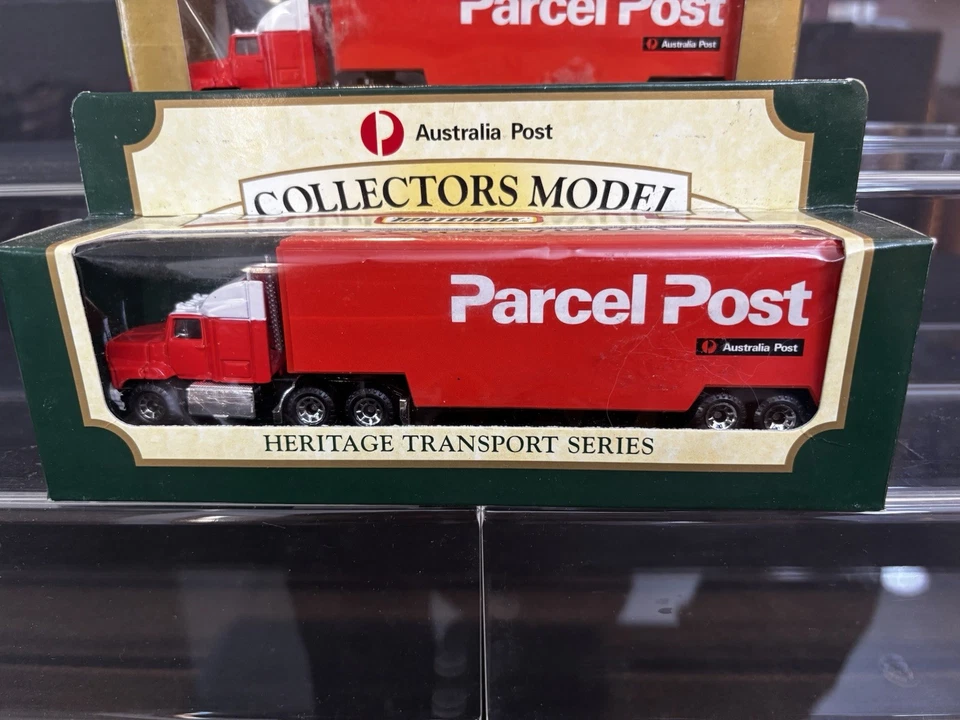 Parcel Post
Australia Post
Australia Post
COLLECTORS MODEL
MATCHBOX
Parcel Post
Australia Post
HERITAGE TRANSPORT SERIES